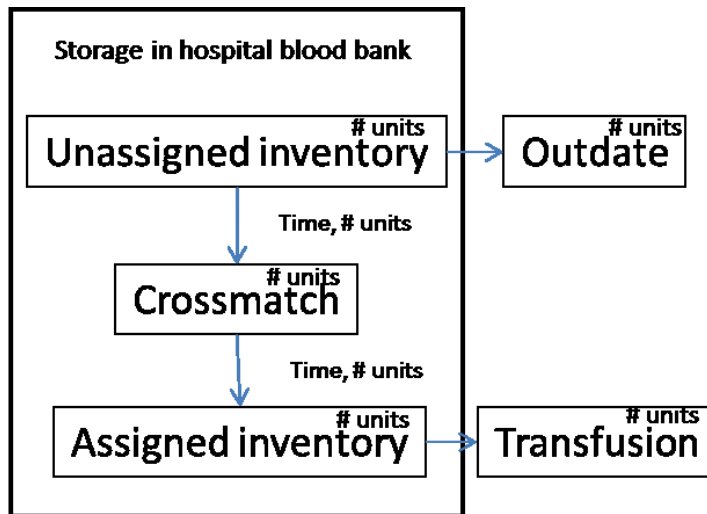 Storage in hospital blood bank
# units
Unassigned inventory
# units
Outdate
Time, # units
# units
Crossmatch
Time, # units
# units
Assigned inventory
# units
Transfusion